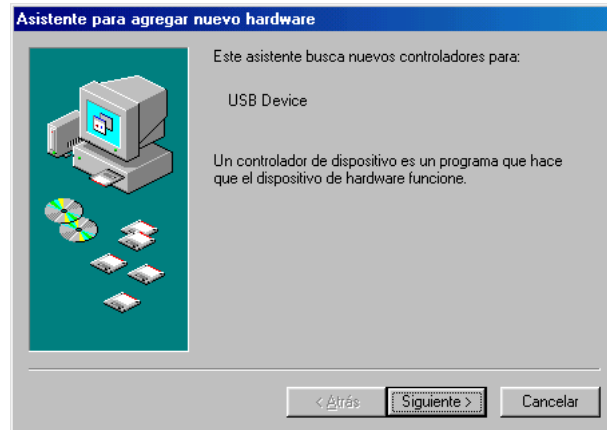 Asistente para agregar nuevo hardware
Este asistente busca nuevos controladores para:
USB Device
Un controlador de dispositivo es un programa que hace
que el dispositivo de hardware funcione.
< Atrás
Siguiente >
Cancelar